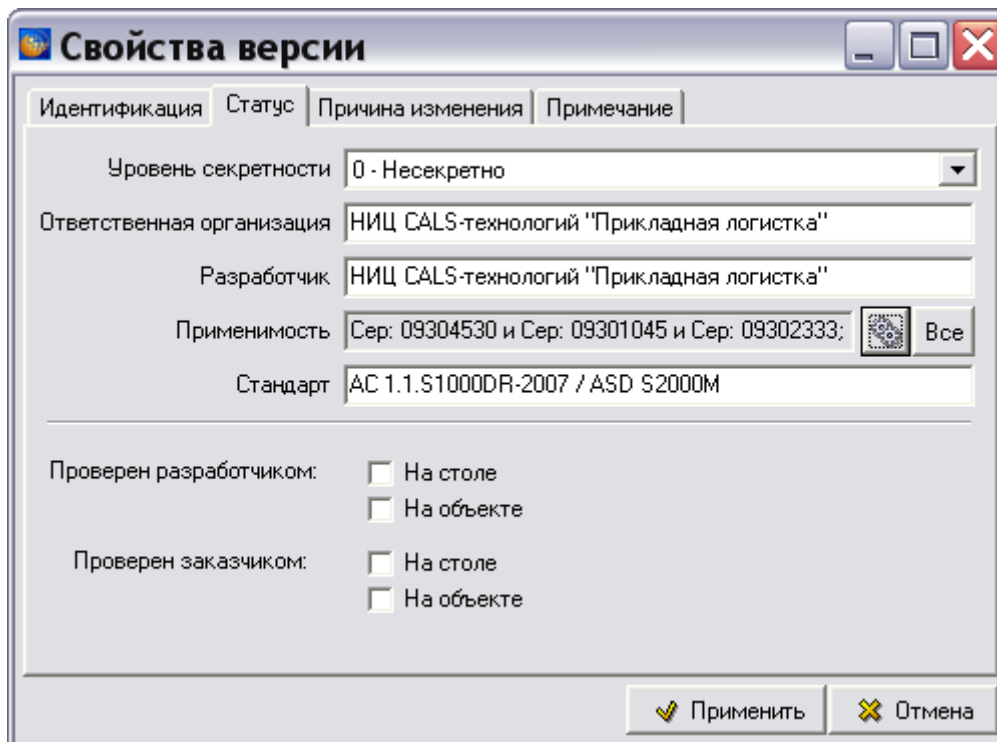 Свойства версии
Идентификация Статус Причина изменения Примечание
Уровень секретности 0 - Несекретно
Ответственная организация НИЦ CALS-технологий "Прикладная логистка"
Разработчик НИЦ CALS-технологий "Прикладная логистка"
Применимость Сер: 09304530 и Сер: 09301045 и Сер: 09302333; Все
Стандарт АС 1.1.S1000DR-2007 / ASD S2000M
Проверен разработчиком: На столе
На объекте
Проверен заказчиком: На столе
На объекте
Применить Отмена